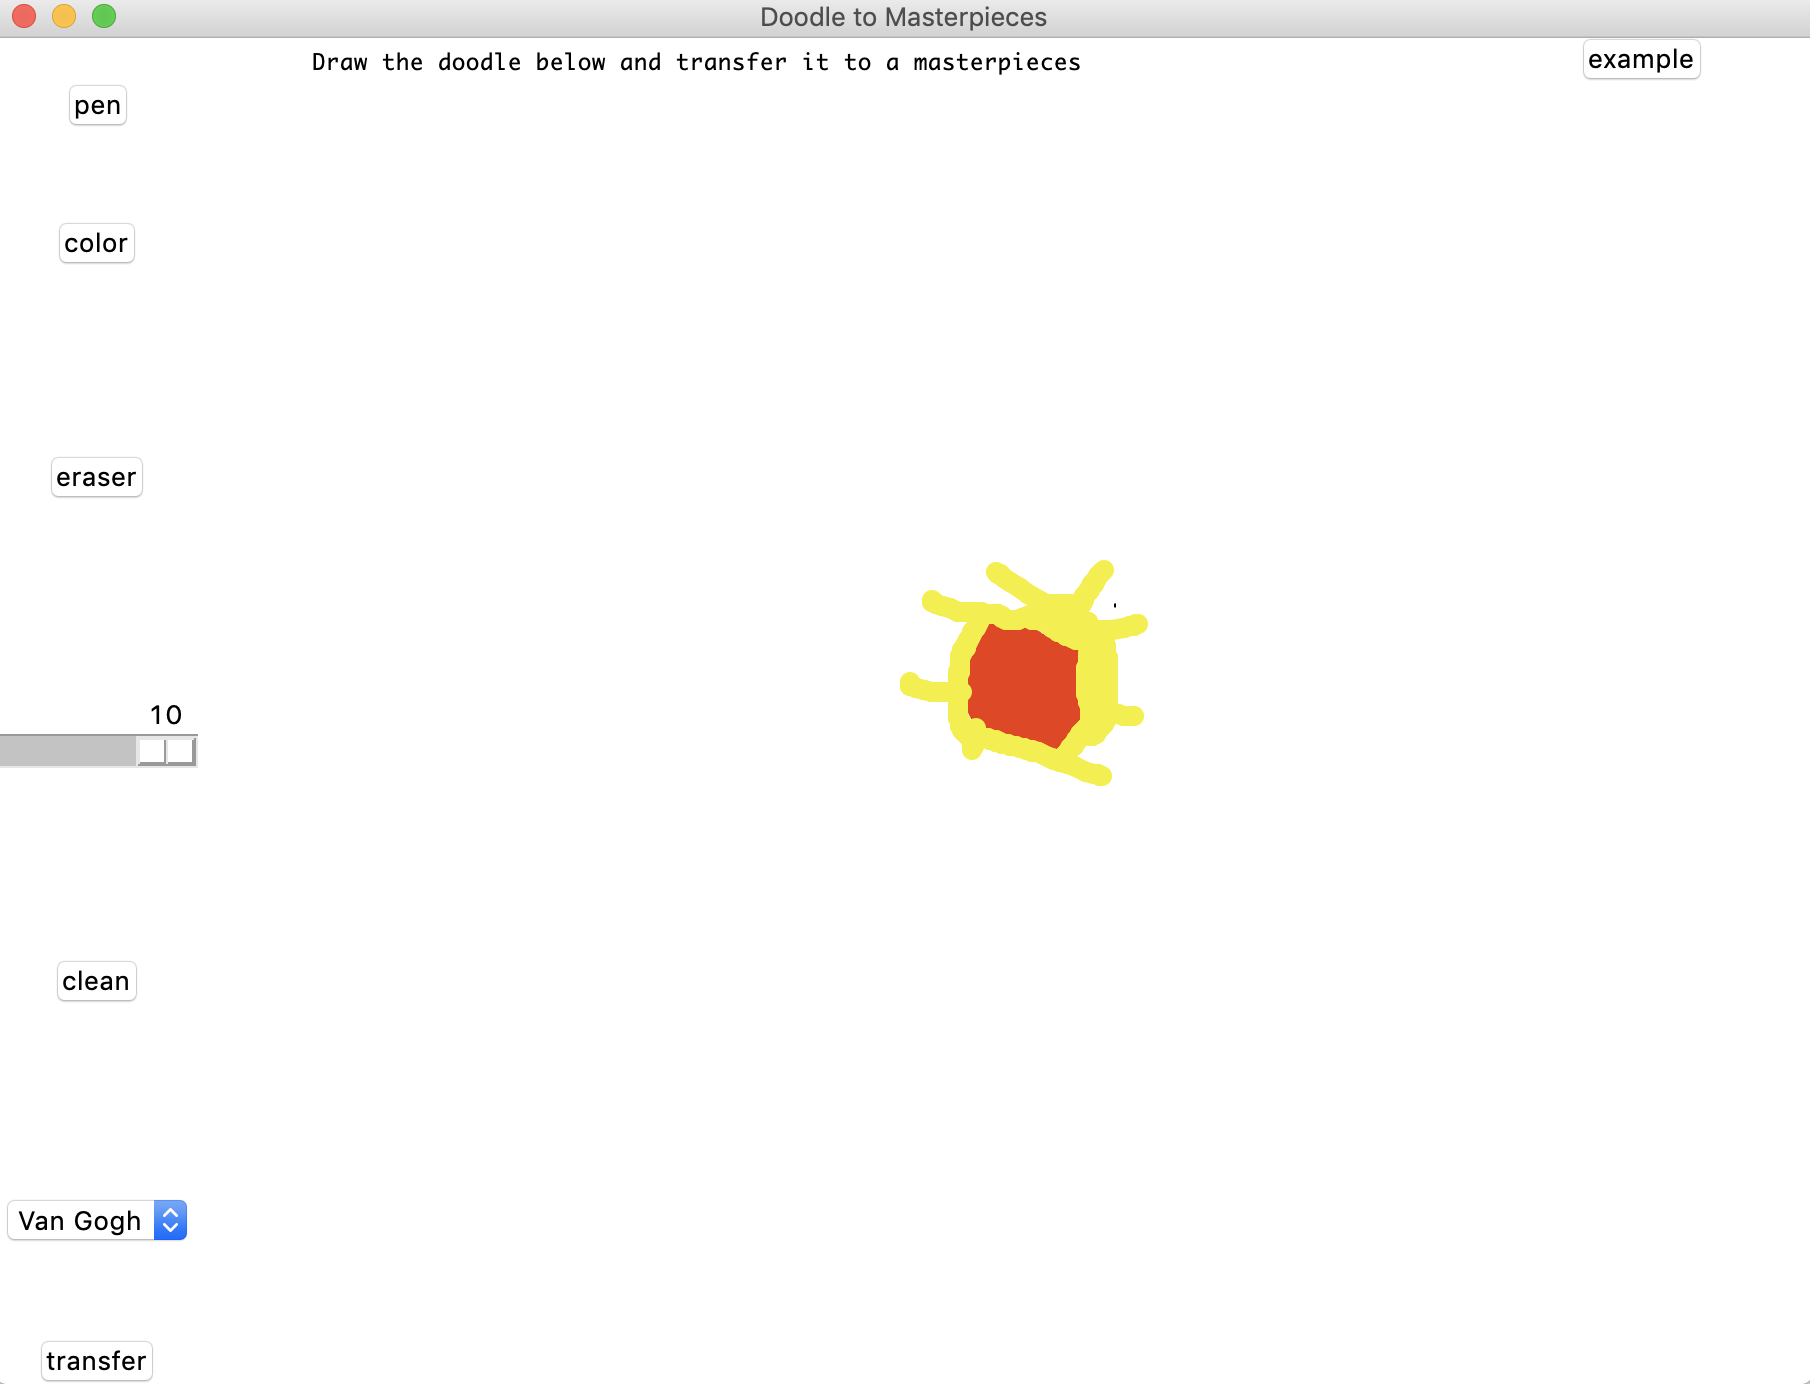 Doodle to Masterpieces
Draw the doodle below and transfer it to a masterpieces
example
pen
color
eraser
10
clean
Van Gogh
transfer